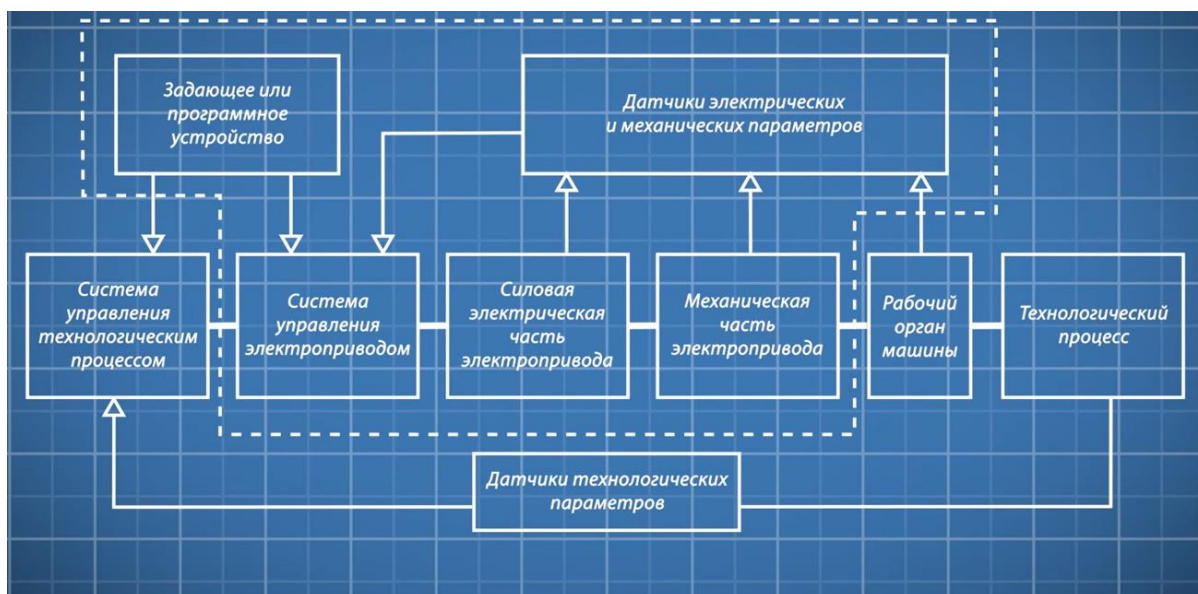 Задающее или
программное
устройство
Датчики электрических
и механических параметров
Система
управления
технологическим
процессом
Система
управления
электроприводом
Силовая
электрическая
часть
электропривода
Механическая
часть
электропривода
Рабочий
орган
машины
Технологический
процесс
Датчики технологических
параметров